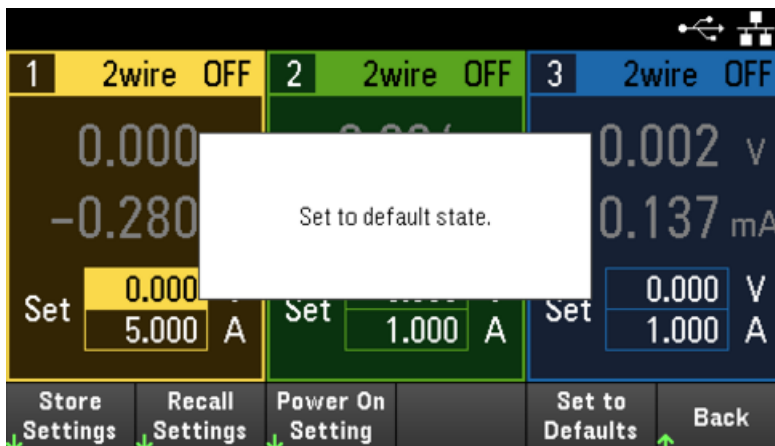 1 2wire OFF 2 2wire OFF 3 2wire OFF
0.000 0.002 V
-0.280 Set to default state. 0.137 mA
0.000 0.000 V
Set Set Set
5.000 A 1.000 A 1.000 A
Store Recall Power On Set to
Settings Settings Setting Defaults Back